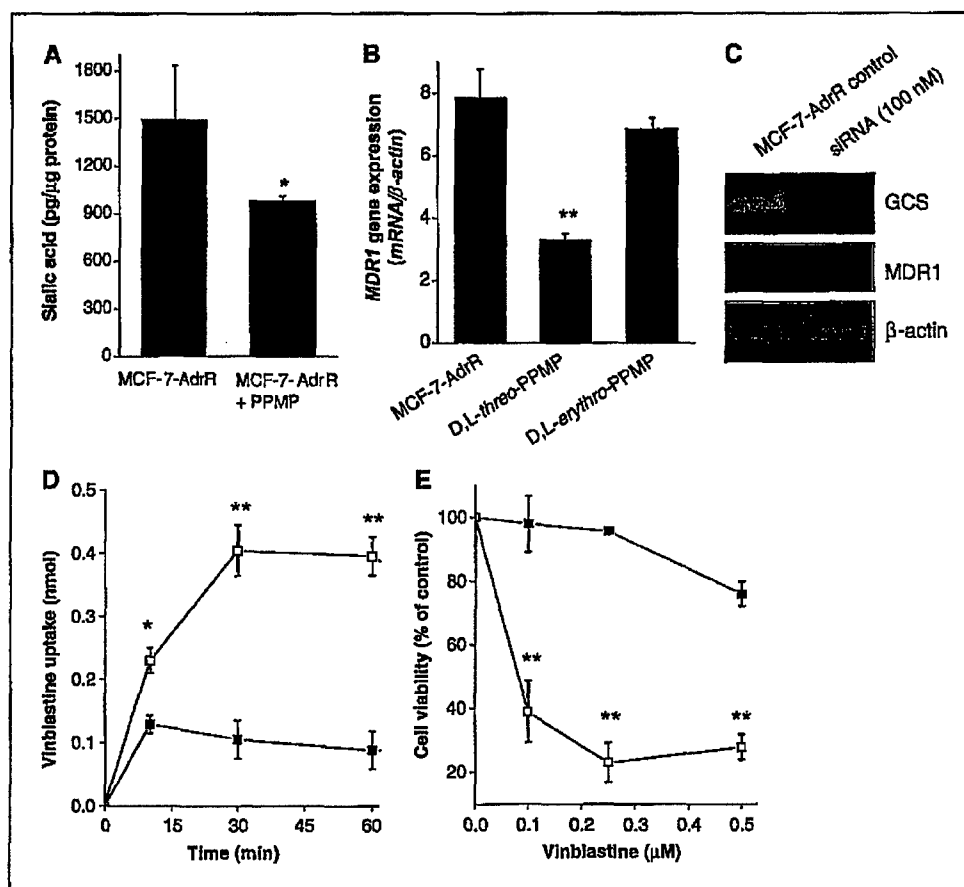 A
Sialic acid (pg/μg protein)
1800
1500
1200
900
600
300
0
*
MCF-7-AdrR
MCF-7-AdrR
+ PPMP
B
MDR1 gene expression
(mRNA/β-actin)
8
6
4
2
0
**
MCF-7-AdrR
D,L-threo-PPMP
D,L-erythro-PPMP
C
MCF-7-AdrR control
siRNA (100 nM)
GCS
MDR1
β-actin
D
Vinblastine uptake (nmol)
0.5
0.4
0.3
0.2
0.1
0.0
*
**
**
0
15
30
45
60
Time (min)
E
Cell viability (% of control)
100
80
60
40
20
**
**
**
0.0
0.1
0.2
0.3
0.4
0.5
Vinblastine (μM)